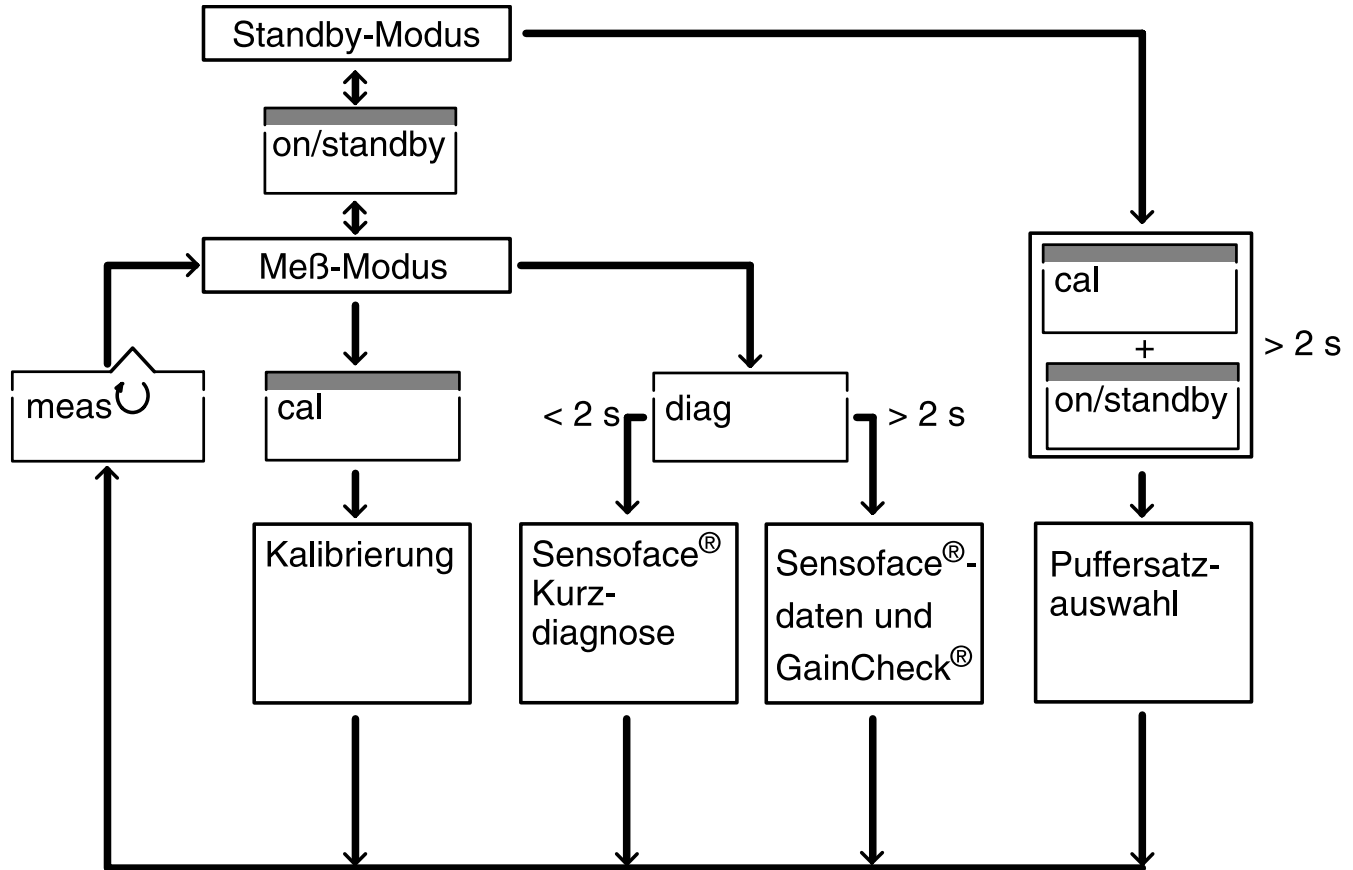 Standby-Modus
on/standby
Meß-Modus
cal
+
on/standby
> 2 s
meas
cal
< 2 s
diag
> 2 s
Kalibrierung
Sensoface®
Kurz-
diagnose
Sensoface®-
daten und
GainCheck®
Puffersatz-
auswahl